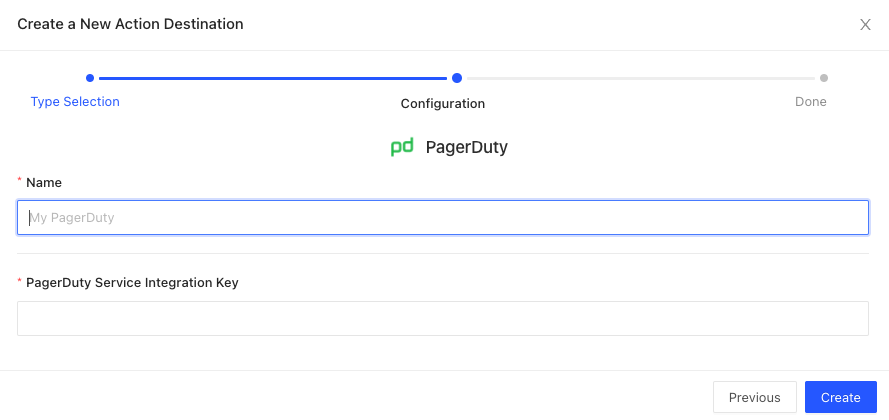 Create a New Action Destination
Type Selection
Configuration
Done
pd PagerDuty
* Name
My PagerDuty
* PagerDuty Service Integration Key
Previous
Create